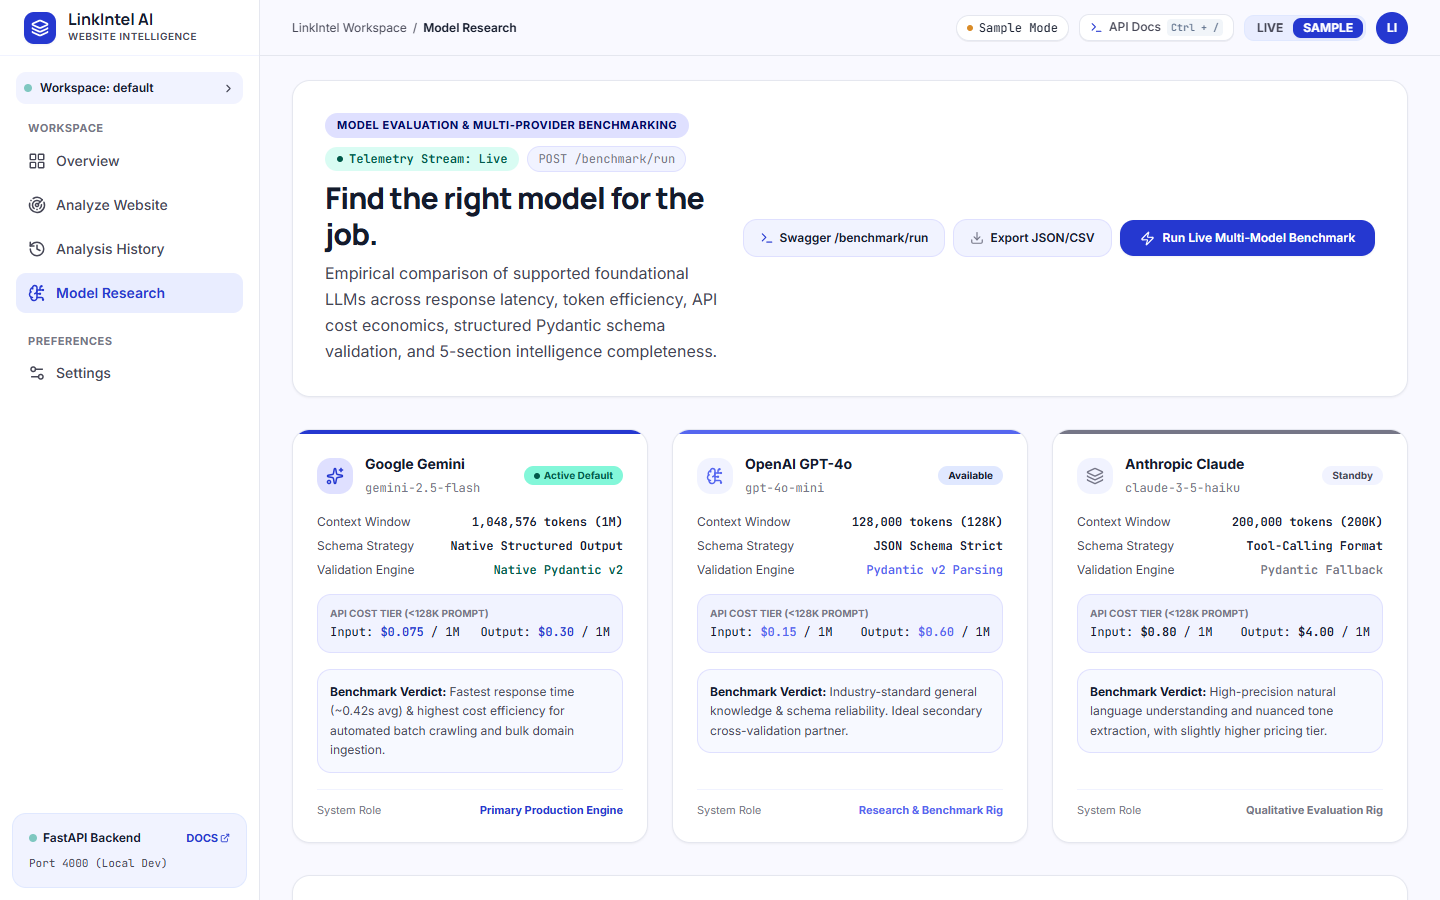 LinkIntel AI
WEBSITE INTELLIGENCE
Workspace: default
WORKSPACE
Overview
Analyze Website
Analysis History
Model Research
PREFERENCES
Settings
FastAPI Backend
DOCS
Port 4000 (Local Dev)
LinkIntel Workspace / Model Research
Sample Mode
API Docs Ctrl + /
LIVE SAMPLE
LI
MODEL EVALUATION & MULTI-PROVIDER BENCHMARKING
Telemetry Stream: Live
POST /benchmark/run
Find the right model for the
job.
Empirical comparison of supported foundational
LLMs across response latency, token efficiency, API
cost economics, structured Pydantic schema
validation, and 5-section intelligence completeness.
Swagger /benchmark/run
Export JSON/CSV
Run Live Multi-Model Benchmark
Google Gemini
gemini-2.5-flash
Active Default
Context Window 1,048,576 tokens (1M)
Schema Strategy Native Structured Output
Validation Engine Native Pydantic v2
API COST TIER (<128K PROMPT)
Input: $0.075 / 1M Output: $0.30 / 1M
Benchmark Verdict: Fastest response time
(~0.42s avg) & highest cost efficiency for
automated batch crawling and bulk domain
ingestion.
System Role Primary Production Engine
OpenAI GPT-4o
gpt-4o-mini
Available
Context Window 128,000 tokens (128K)
Schema Strategy JSON Schema Strict
Validation Engine Pydantic v2 Parsing
API COST TIER (<128K PROMPT)
Input: $0.15 / 1M Output: $0.60 / 1M
Benchmark Verdict: Industry-standard general
knowledge & schema reliability. Ideal secondary
cross-validation partner.
System Role Research & Benchmark Rig
Anthropic Claude
claude-3-5-haiku
Standby
Context Window 200,000 tokens (200K)
Schema Strategy Tool-Calling Format
Validation Engine Pydantic Fallback
API COST TIER (<128K PROMPT)
Input: $0.80 / 1M Output: $4.00 / 1M
Benchmark Verdict: High-precision natural
language understanding and nuanced tone
extraction, with slightly higher pricing tier.
System Role Qualitative Evaluation Rig